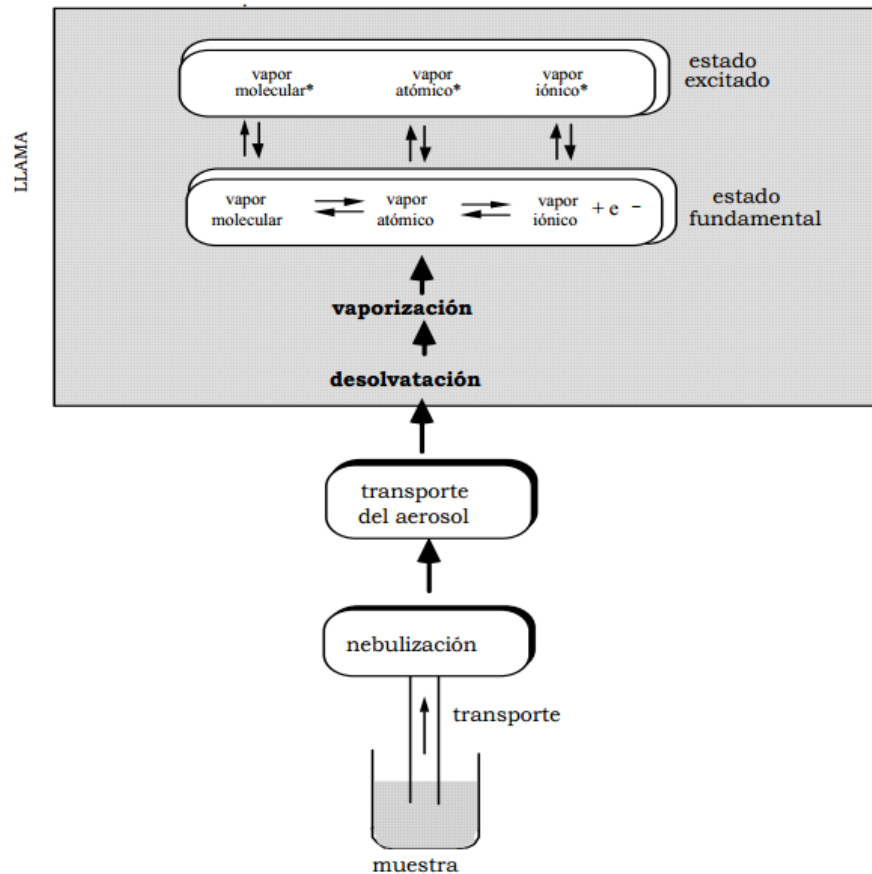 LLAMA
vapor molecular*
vapor atómico*
vapor iónico*
estado
excitado
vapor molecular
vapor atómico
vapor iónico + e −
estado
fundamental
vaporización
desolvatación
transporte
del aerosol
nebulización
transporte
muestra